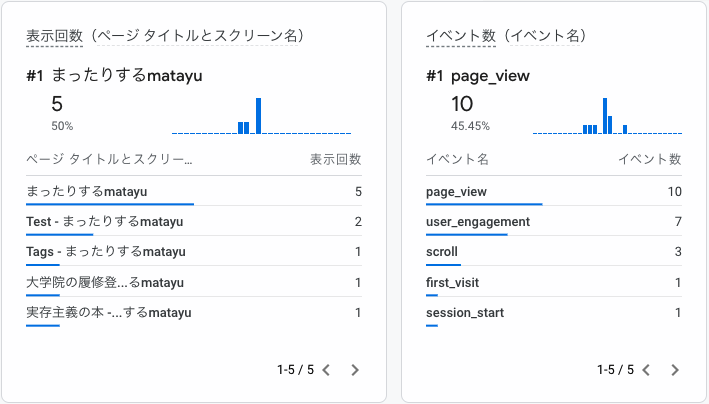 表示回数（ページ タイトルとスクリーン名）
#1 まったりするmatayu
5
50%
ページ タイトルとスクリー… 表示回数
まったりするmatayu 5
Test - まったりするmatayu 2
Tags - まったりするmatayu 1
大学院の履修登...るmatayu 1
実存主義の本 -...するmatayu 1
1-5 / 5
イベント数（イベント名）
#1 page_view
10
45.45%
イベント名 イベント数
page_view 10
user_engagement 7
scroll 3
first_visit 1
session_start 1
1-5 / 5